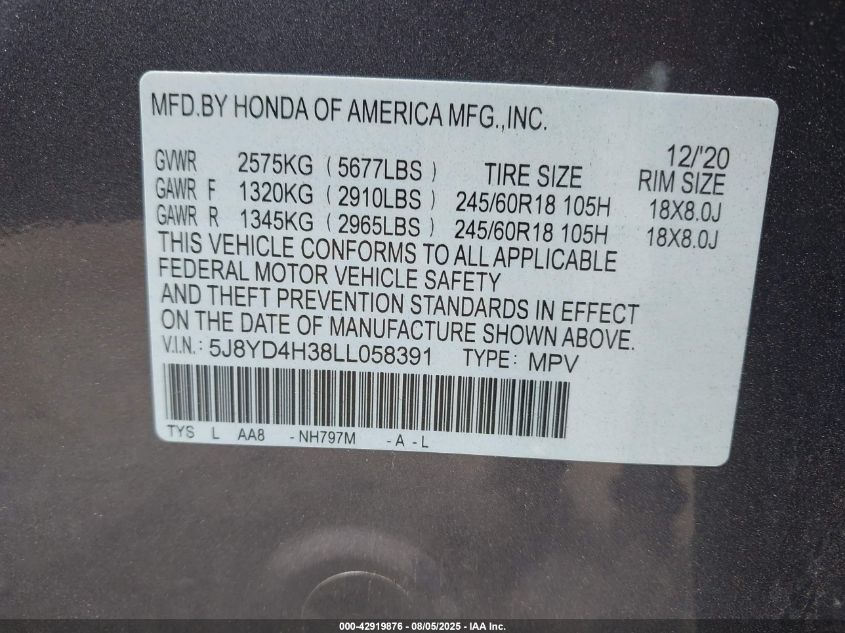 MFD.BY HONDA OF AMERICA MFG.,INC.
12/'20
GVWR 2575KG ( 5677LBS ) TIRE SIZE RIM SIZE
GAWR F 1320KG ( 2910LBS ) 245/60R18 105H 18X8.0J
GAWR R 1345KG ( 2965LBS ) 245/60R18 105H 18X8.0J
THIS VEHICLE CONFORMS TO ALL APPLICABLE
FEDERAL MOTOR VEHICLE SAFETY
AND THEFT PREVENTION STANDARDS IN EFFECT
ON THE DATE OF MANUFACTURE SHOWN ABOVE.
V.I.N.: 5J8YD4H38LL058391 TYPE: MPV
TYS L AA8 - NH797M - A - L
000-42919876 - 08/05/2025 - IAA Inc.